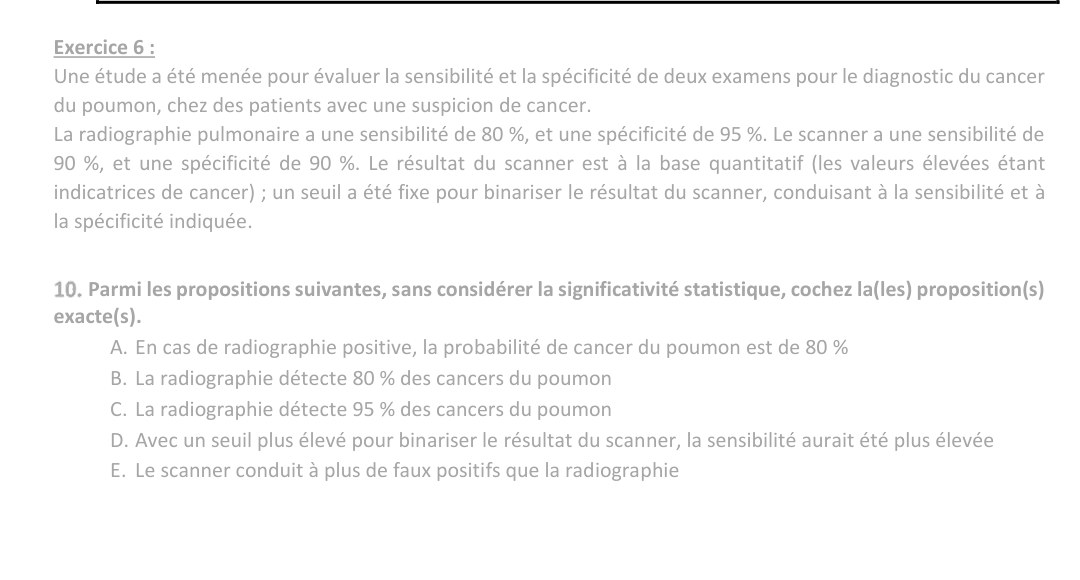 Exercice 6 :
Une étude a été menée pour évaluer la sensibilité et la spécificité de deux examens pour le diagnostic du cancer
du poumon, chez des patients avec une suspicion de cancer.
La radiographie pulmonaire a une sensibilité de 80 %, et une spécificité de 95 %. Le scanner a une sensibilité de
90 %, et une spécificité de 90 %. Le résultat du scanner est à la base quantitatif (les valeurs élevées étant
indicatrices de cancer) ; un seuil a été fixe pour binariser le résultat du scanner, conduisant à la sensibilité et à
la spécificité indiquée.
10. Parmi les propositions suivantes, sans considérer la significativité statistique, cochez la(les) proposition(s)
exacte(s).
A. En cas de radiographie positive, la probabilité de cancer du poumon est de 80 %
B. La radiographie détecte 80 % des cancers du poumon
C. La radiographie détecte 95 % des cancers du poumon
D. Avec un seuil plus élevé pour binariser le résultat du scanner, la sensibilité aurait été plus élevée
E. Le scanner conduit à plus de faux positifs que la radiographie